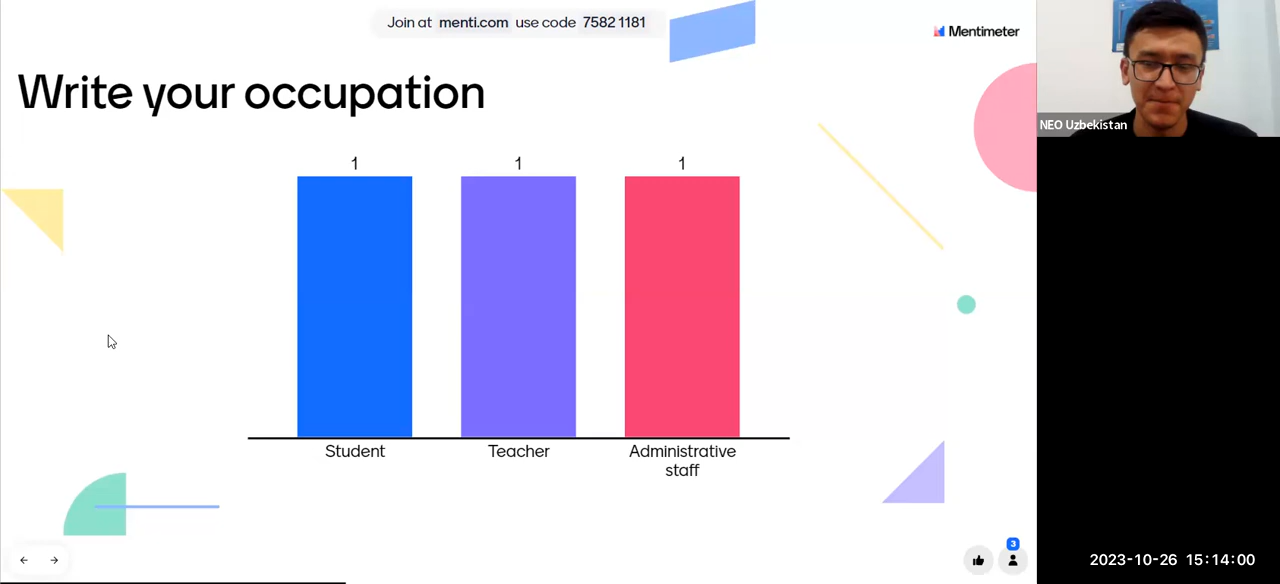 Join at menti.com use code 7582 1181
Mentimeter
NEO Uzbekistan
Write your occupation
1 1 1
Student Teacher Administrative
staff
3
2023-10-26 15:14:00